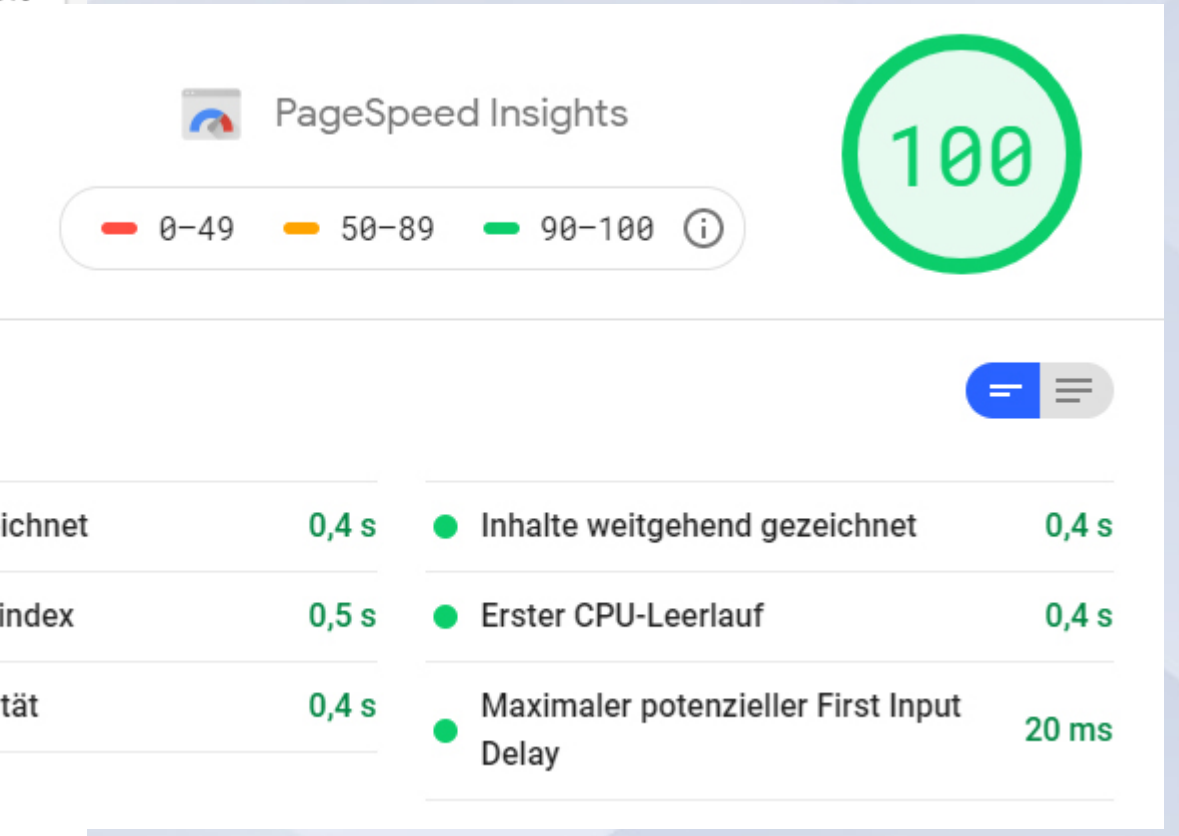 PageSpeed Insights
100
0–49 50–89 90–100
ichnet 0,4 s
Inhalte weitgehend gezeichnet 0,4 s
index 0,5 s
Erster CPU-Leerlauf 0,4 s
tät 0,4 s
Maximaler potenzieller First Input
Delay
20 ms